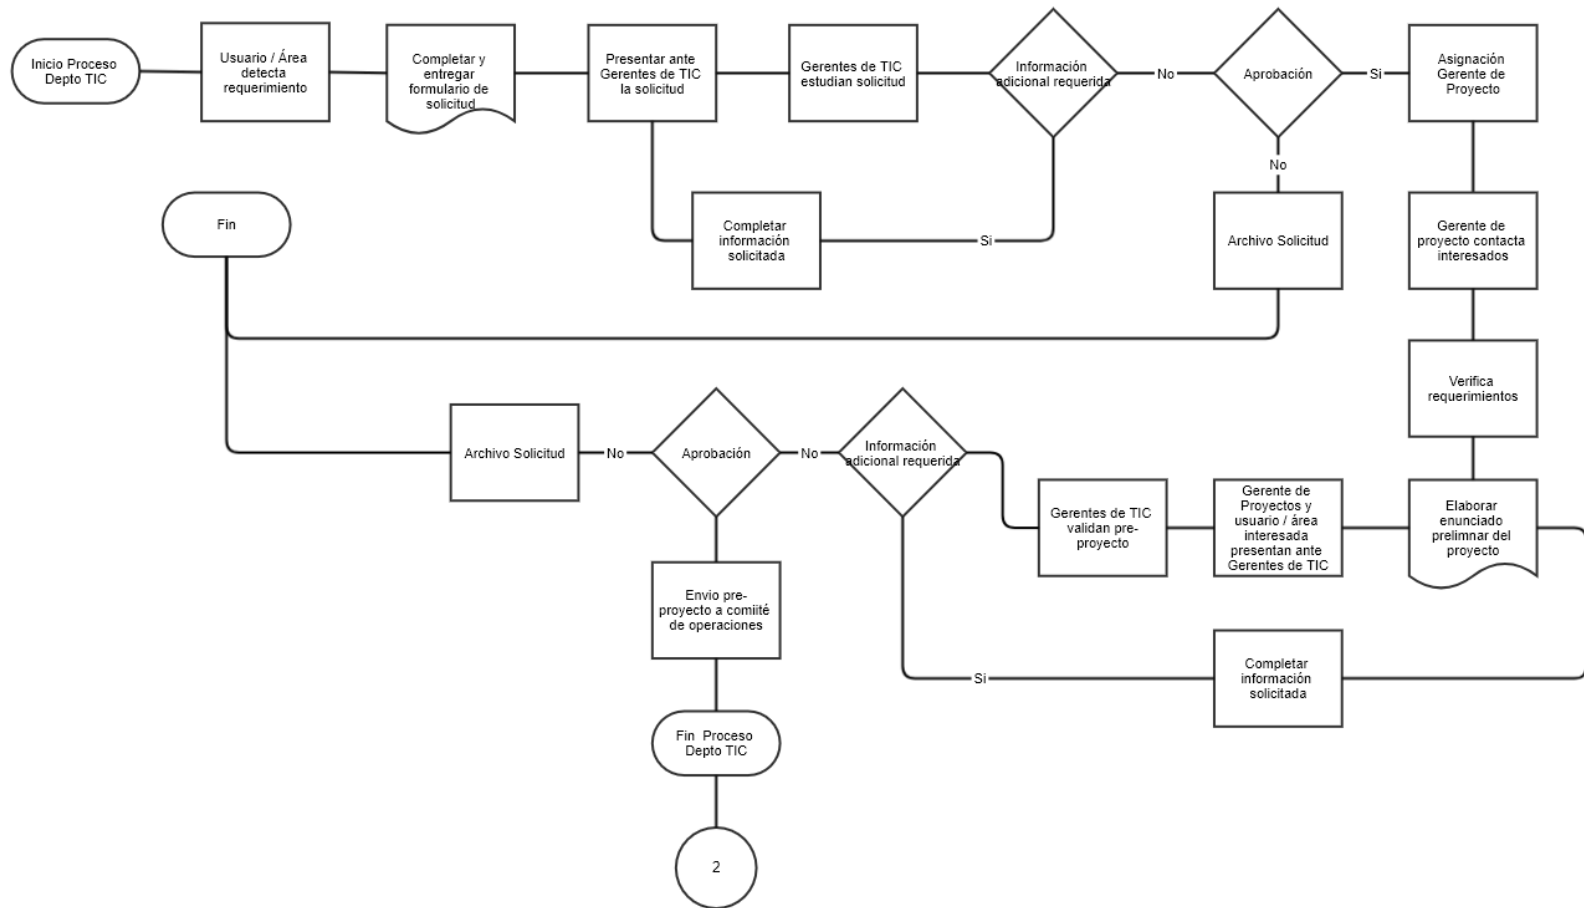 Inicio Proceso
Depto TIC
Usuario / Área
detecta
requerimiento
Completar y
entregar
formulario de
solicitud
Presentar ante
Gerentes de TIC
la solicitud
Gerentes de TIC
estudian solicitud
Información
adicional requerida
No
Aprobación
Si
Asignación
Gerente de
Proyecto
No
Fin
Completar
información
solicitada
Si
Archivo Solicitud
Gerente de
proyecto contacta
interesados
Verifica
requerimientos
Archivo Solicitud
No
Aprobación
No
Información
adicional requerida
Gerentes de TIC
validan pre-
proyecto
Gerente de
Proyectos y
usuario / área
interesada
presentan ante
Gerentes de TIC
Elaborar
enunciado
prelimnar del
proyecto
Envio pre-
proyecto a comiité
de operaciones
Si
Completar
información
solicitada
Fin  Proceso
Depto TIC
2